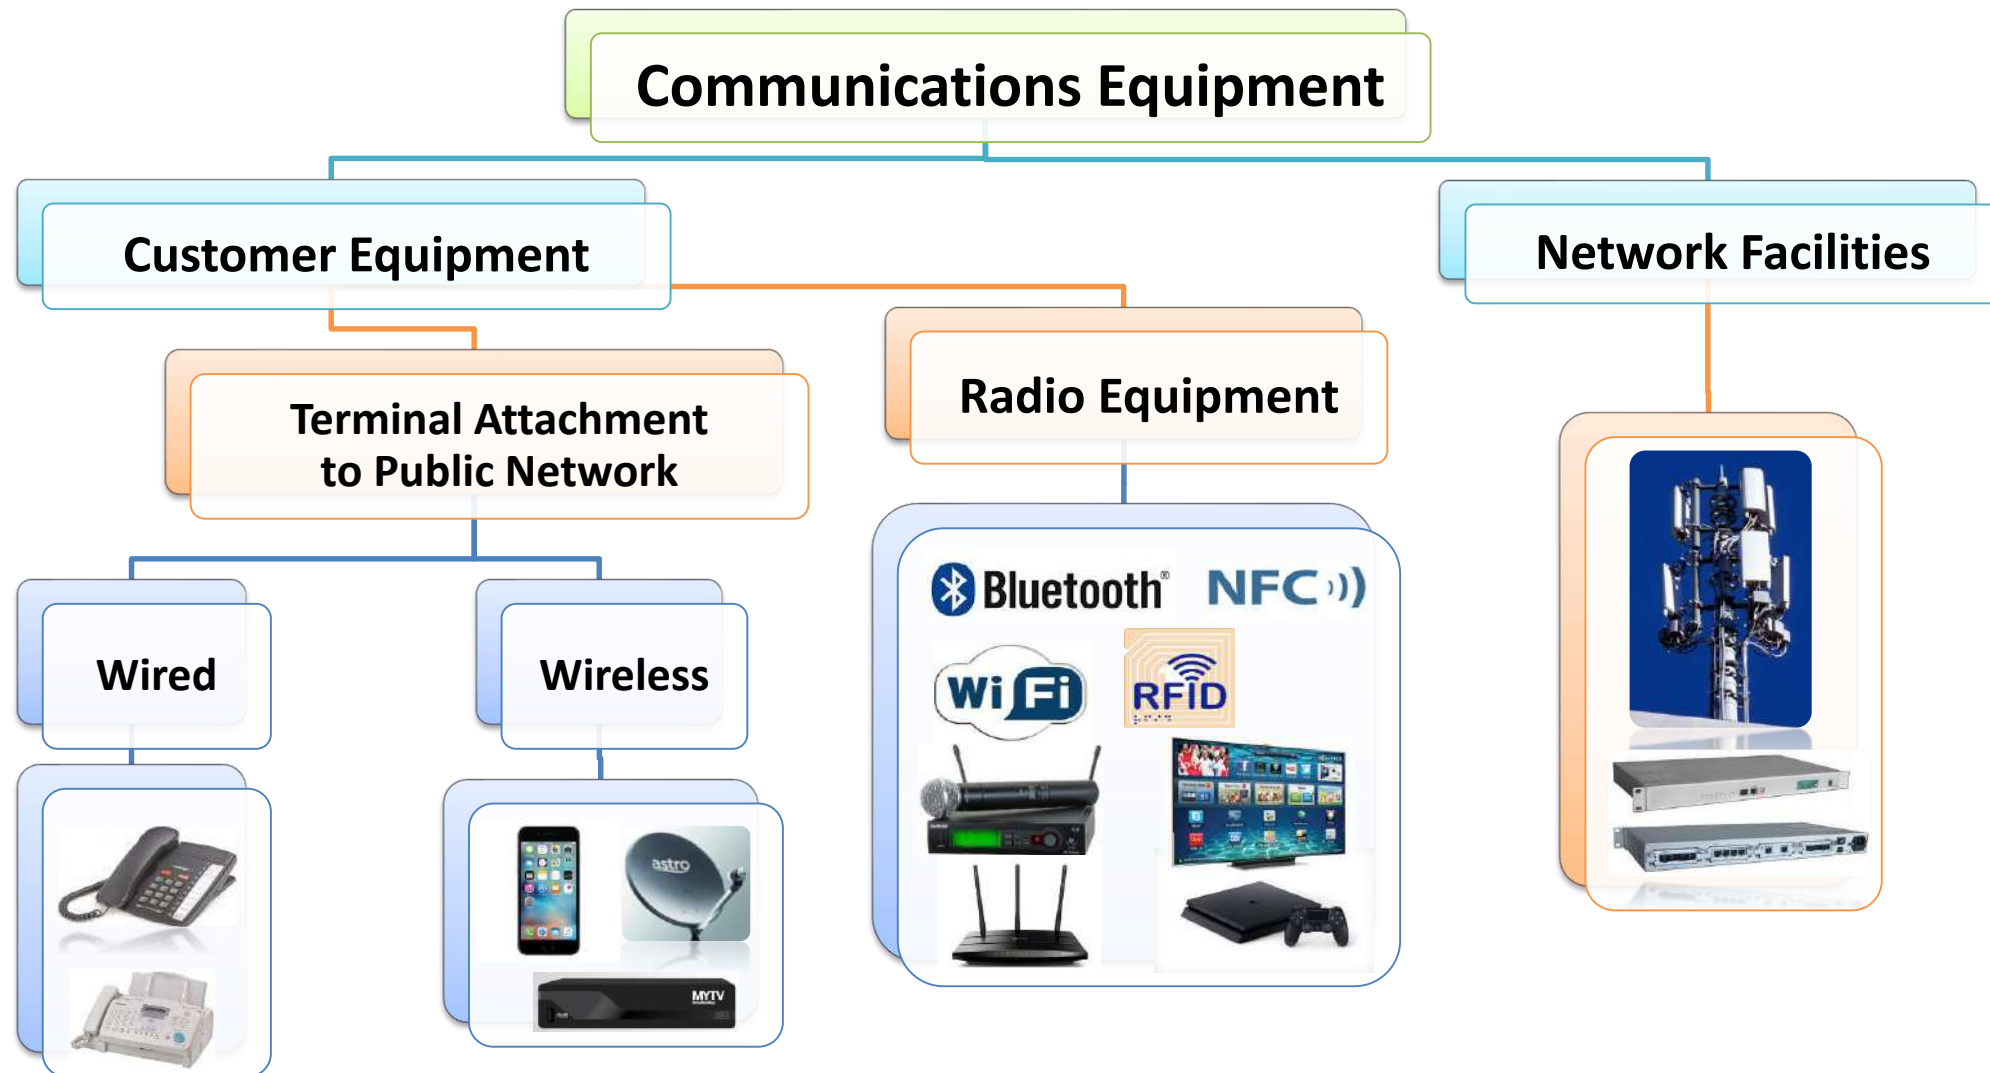 Communications Equipment
Customer Equipment
Network Facilities
Terminal Attachment
to Public Network
Radio Equipment
Wired
Wireless
Bluetooth®
NFC
Wi Fi
RFID
astro
MYTV